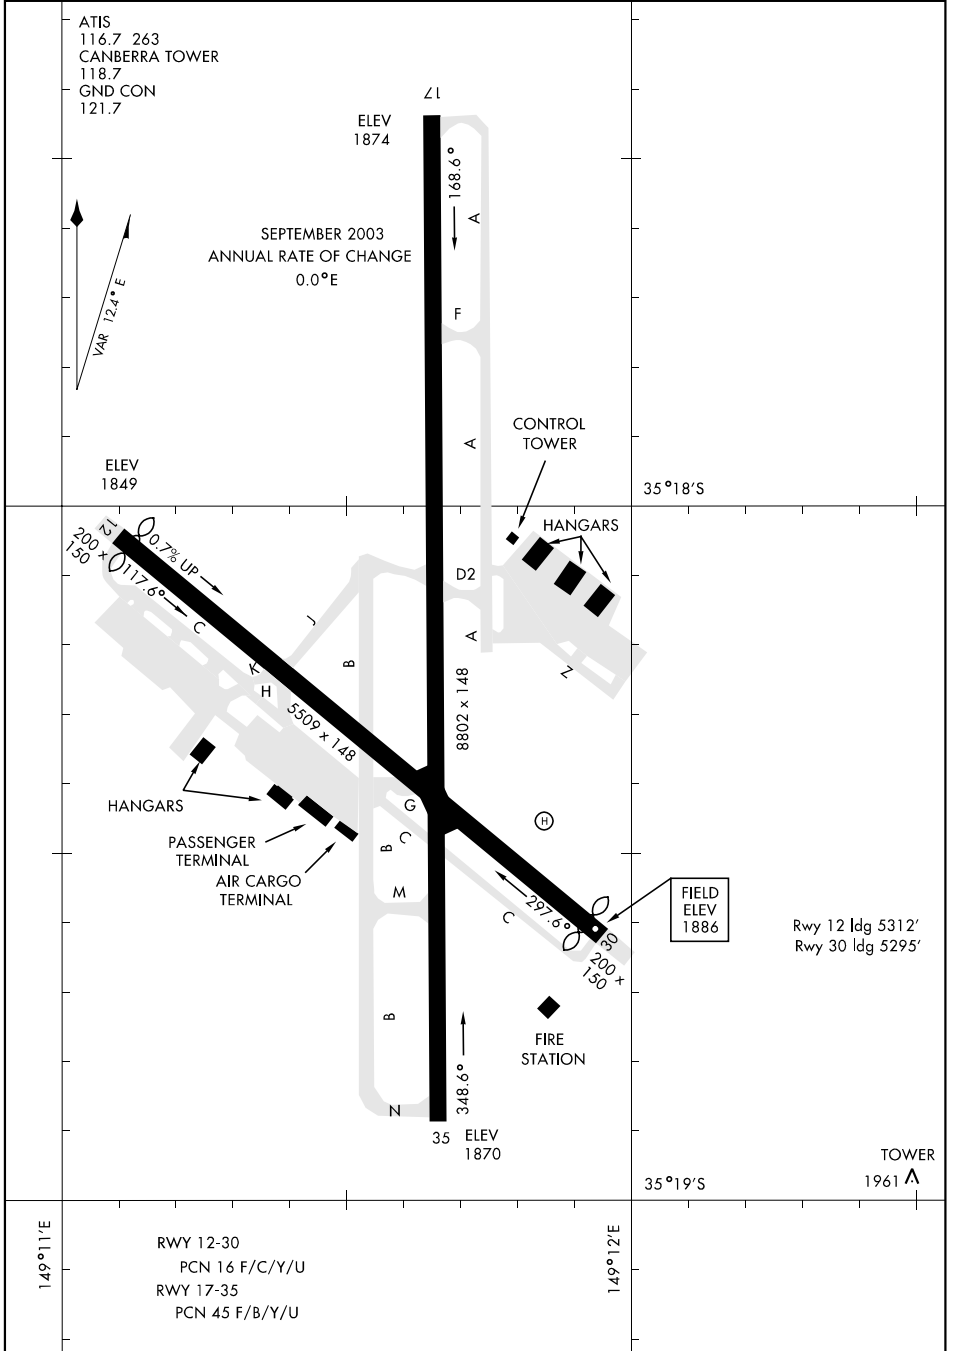 ATIS
116.7 263
CANBERRA TOWER
118.7
GND CON
121.7
17
ELEV
1874
168.6°
A
SEPTEMBER 2003
ANNUAL RATE OF CHANGE
0.0°E
VAR 12.4° E
F
A
CONTROL
TOWER
ELEV
1849
35°18'S
12
200 x
150
0.7% UP
117.6°
HANGARS
D2
C
J
A
B
K
H
Z
5509 x 148
8802 x 148
HANGARS
G
H
C
B
PASSENGER
TERMINAL
AIR CARGO
TERMINAL
M
297.6°
C
FIELD
ELEV
1886
Rwy 12 ldg 5312'
Rwy 30 ldg 5295'
30
200 x
150
B
FIRE
STATION
348.6°
N
35
ELEV
1870
TOWER
1961
35°19'S
149°11'E
149°12'E
RWY 12-30
PCN 16 F/C/Y/U
RWY 17-35
PCN 45 F/B/Y/U